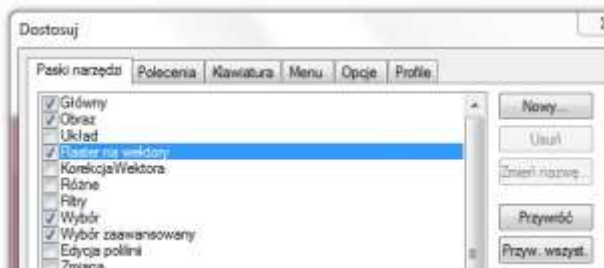 Dostosuj
Paski narzędzi Polecenia Klawiatura Menu Opcje Profile
Główny
Obraz
Układ
Raster na wektory
KorekcjaWektora
Różne
Filtry
Wybór
Wybór zaawansowany
Edycja polilinii
Zmiana
Nowy...
Usuń
Zmień nazwę...
Przywróć
Przyw. wszyst.